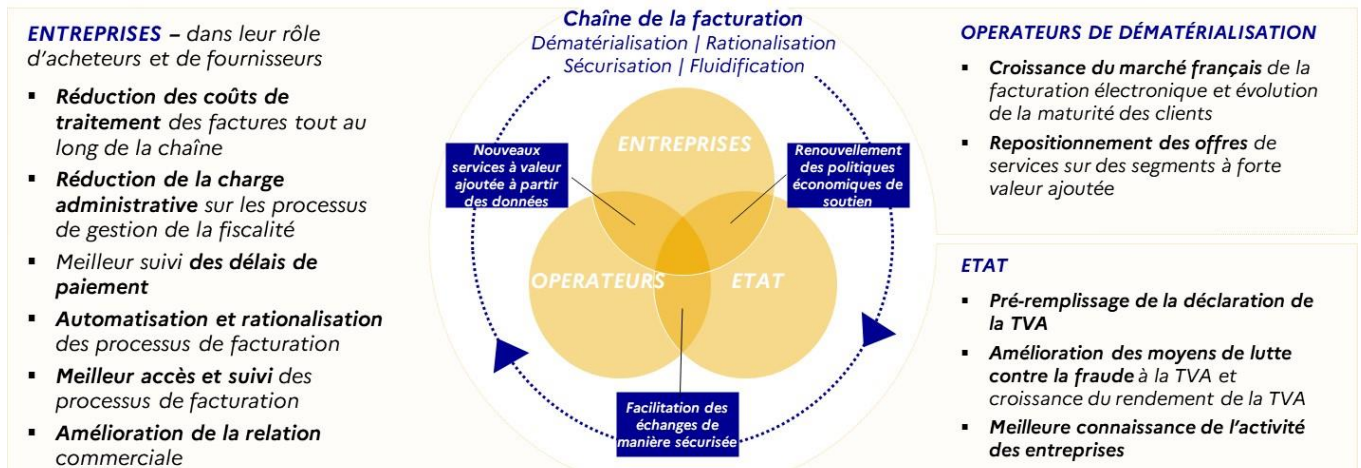 ENTREPRISES – dans leur rôle
d'acheteurs et de fournisseurs
▪ Réduction des coûts de
traitement des factures tout au
long de la chaîne
▪ Réduction de la charge
administrative sur les processus
de gestion de la fiscalité
▪ Meilleur suivi des délais de
paiement
▪ Automatisation et rationalisation
des processus de facturation
▪ Meilleur accès et suivi des
processus de facturation
▪ Amélioration de la relation
commerciale
Chaîne de la facturation
Dématérialisation | Rationalisation
Sécurisation | Fluidification
ENTREPRISES
Nouveaux
services à valeur
ajoutée à partir
des données
Renouvellement
des politiques
économiques de
soutien
OPERATEURS
ETAT
Facilitation des
échanges de
manière sécurisée
OPERATEURS DE DÉMATÉRIALISATION
▪ Croissance du marché français de la
facturation électronique et évolution
de la maturité des clients
▪ Repositionnement des offres de
services sur des segments à forte
valeur ajoutée
ETAT
▪ Pré-remplissage de la déclaration de
la TVA
▪ Amélioration des moyens de lutte
contre la fraude à la TVA et
croissance du rendement de la TVA
▪ Meilleure connaissance de l'activité
des entreprises